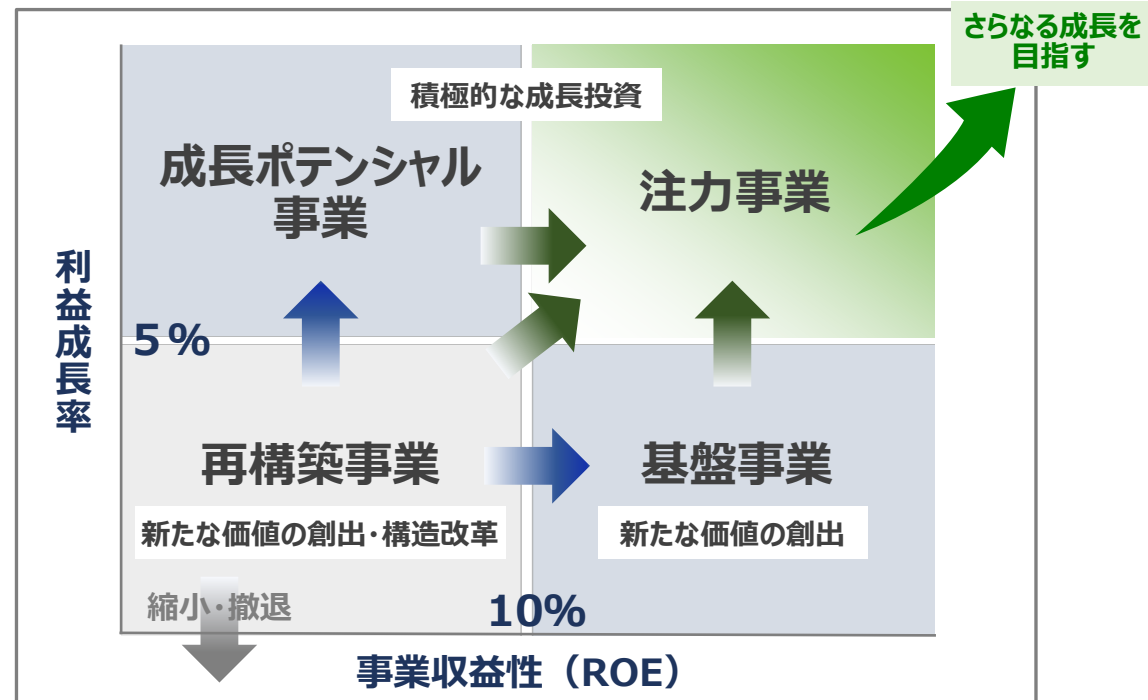 さらなる成長を
目指す
積極的な成長投資
成長ポテンシャル
事業
注力事業
利益成長率
5%
再構築事業
基盤事業
新たな価値の創出・構造改革
新たな価値の創出
縮小・撤退
10%
事業収益性（ROE）